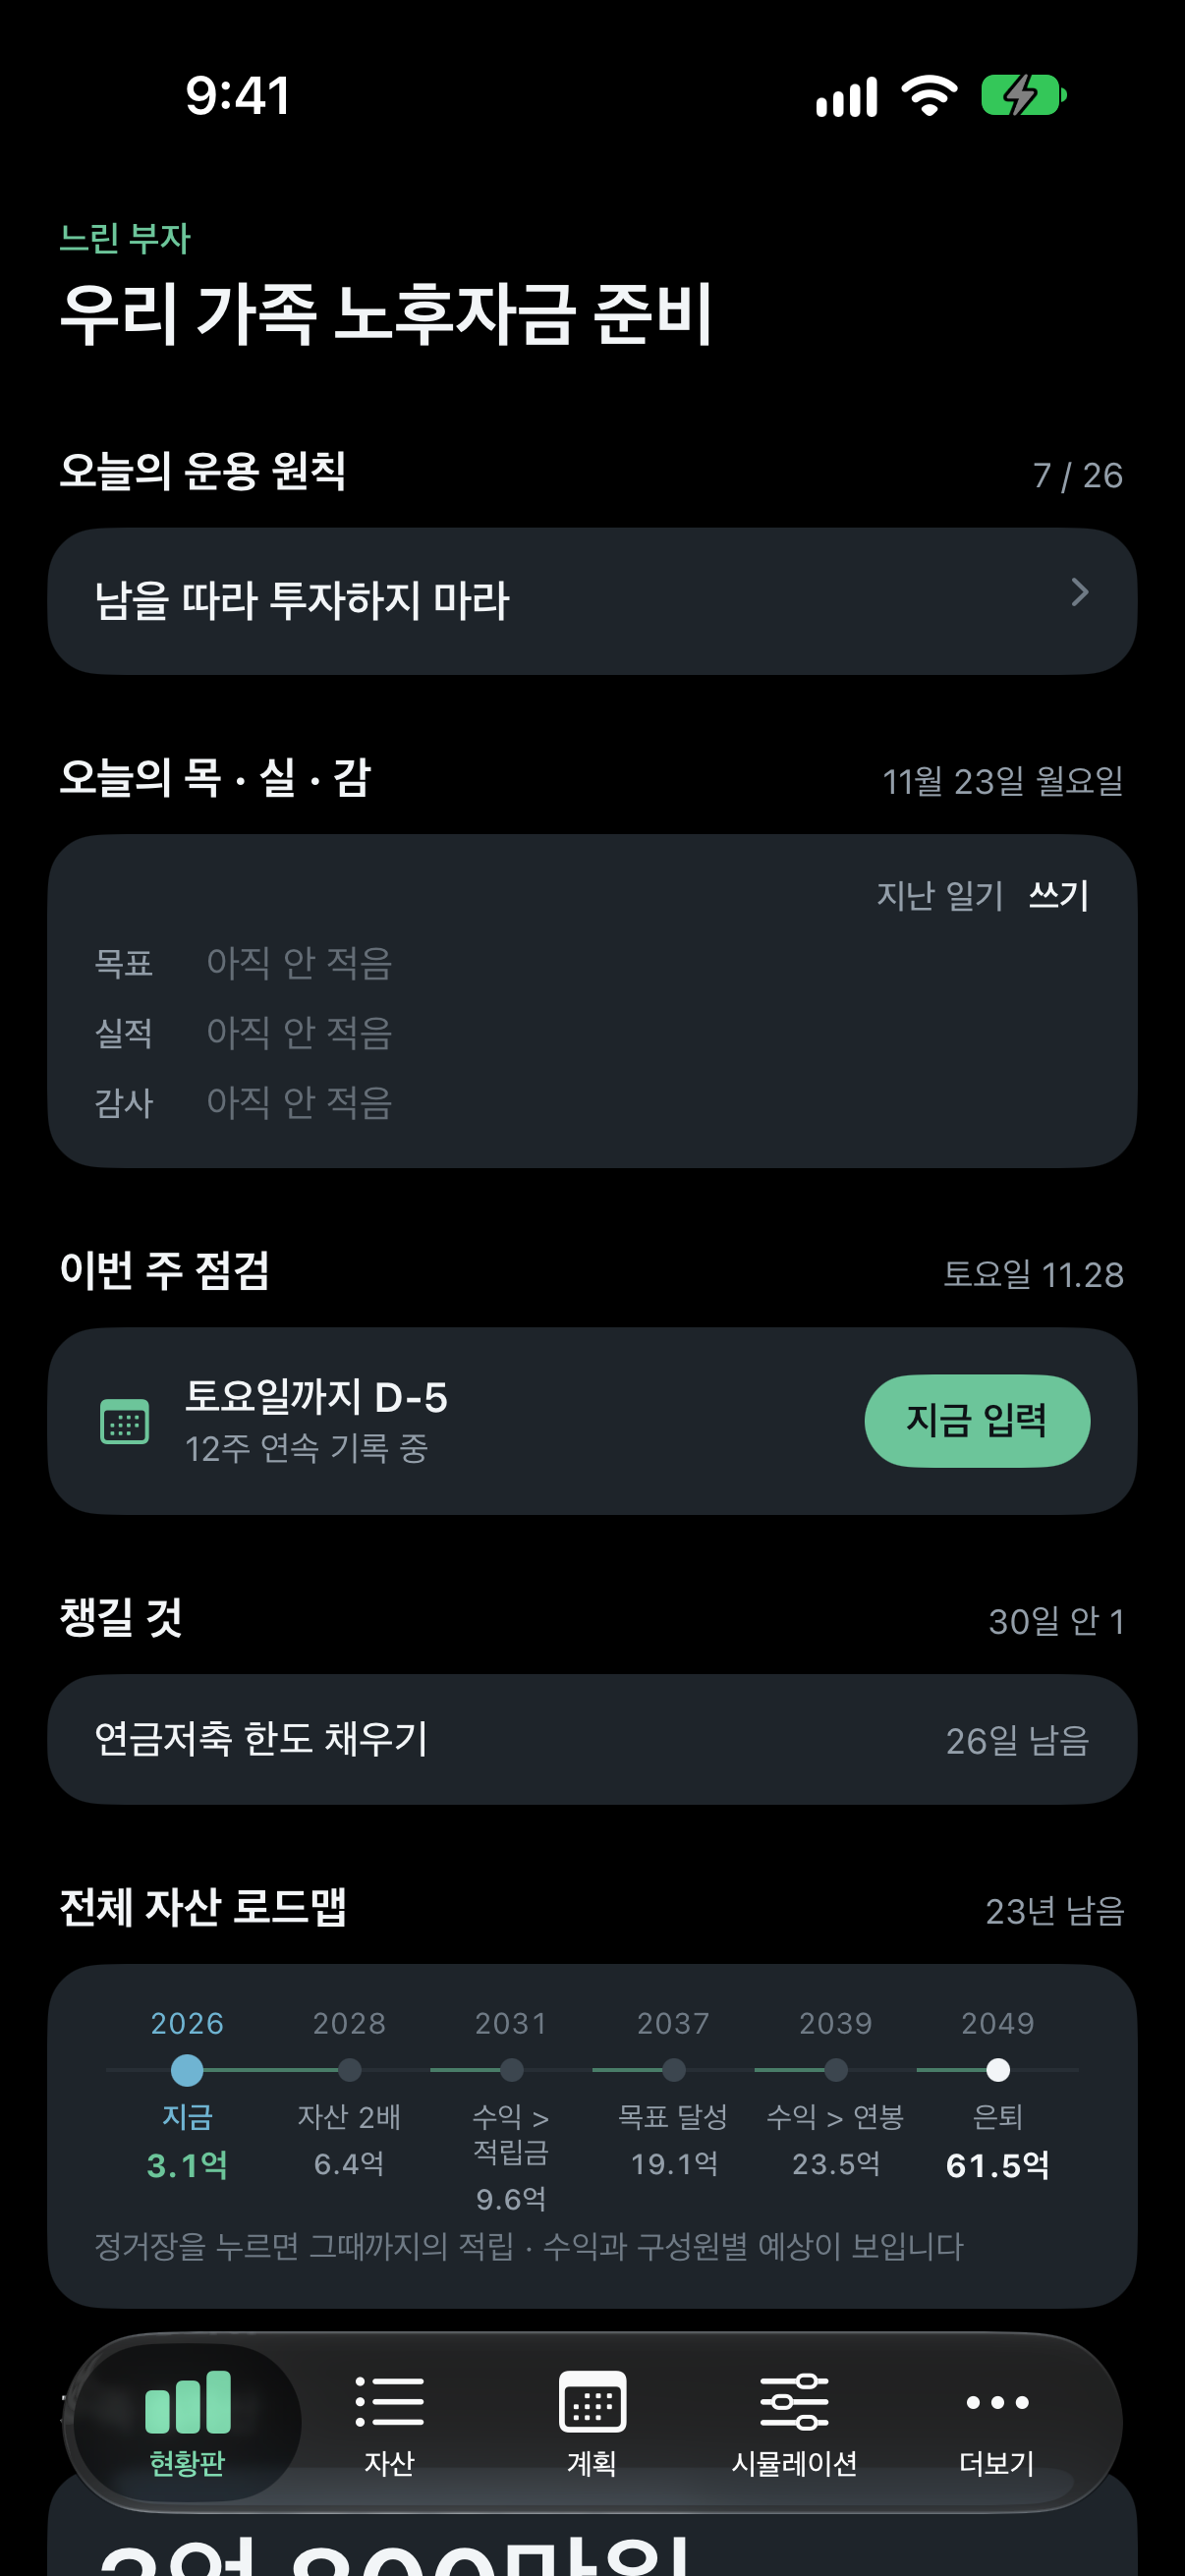 9:41
느린 부자
우리 가족 노후자금 준비
오늘의 운용 원칙
7 / 26
남을 따라 투자하지 마라
오늘의 목 · 실 · 감
11월 23일 월요일
지난 일기 쓰기
목표 아직 안 적음
실적 아직 안 적음
감사 아직 안 적음
이번 주 점검
토요일 11.28
토요일까지 D-5
12주 연속 기록 중
지금 입력
챙길 것
30일 안 1
연금저축 한도 채우기
26일 남음
전체 자산 로드맵
23년 남음
2026 2028 2031 2037 2039 2049
지금 자산 2배 수익 > 목표 달성 수익 > 연봉 은퇴
적립금
3.1억 6.4억 19.1억 23.5억 61.5억
9.6억
정거장을 누르면 그때까지의 적립 · 수익과 구성원별 예상이 보입니다
현황판 자산 계획 시뮬레이션 더보기